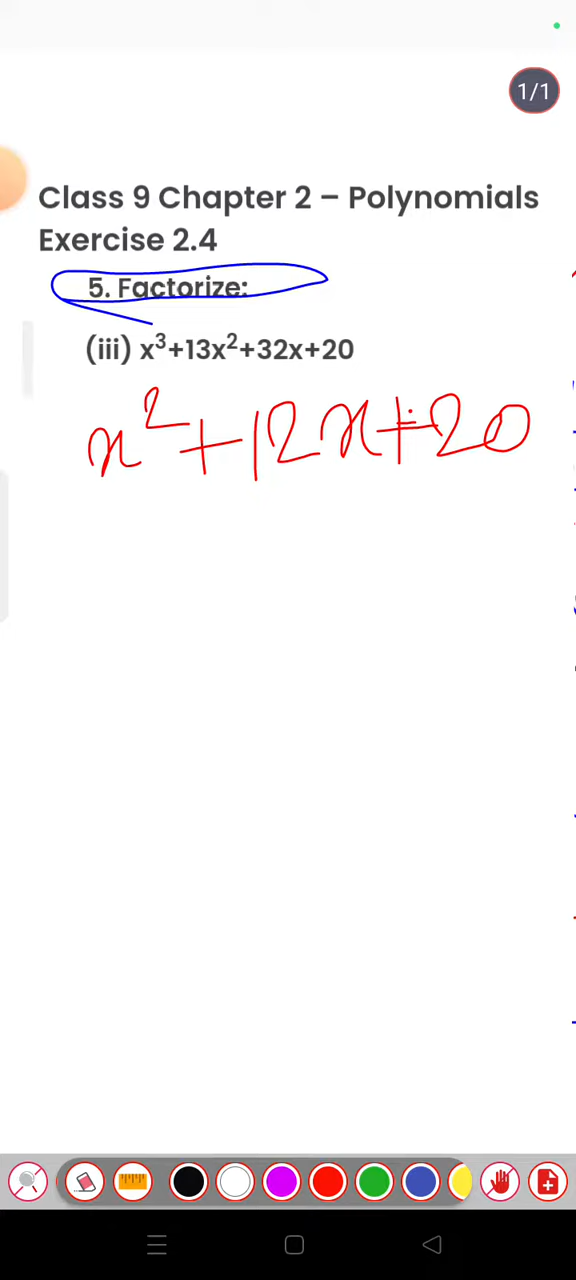 1/1
Class 9 Chapter 2 – Polynomials
Exercise 2.4
5. Factorize:
(iii) x³+13x²+32x+20
x²+12x+20